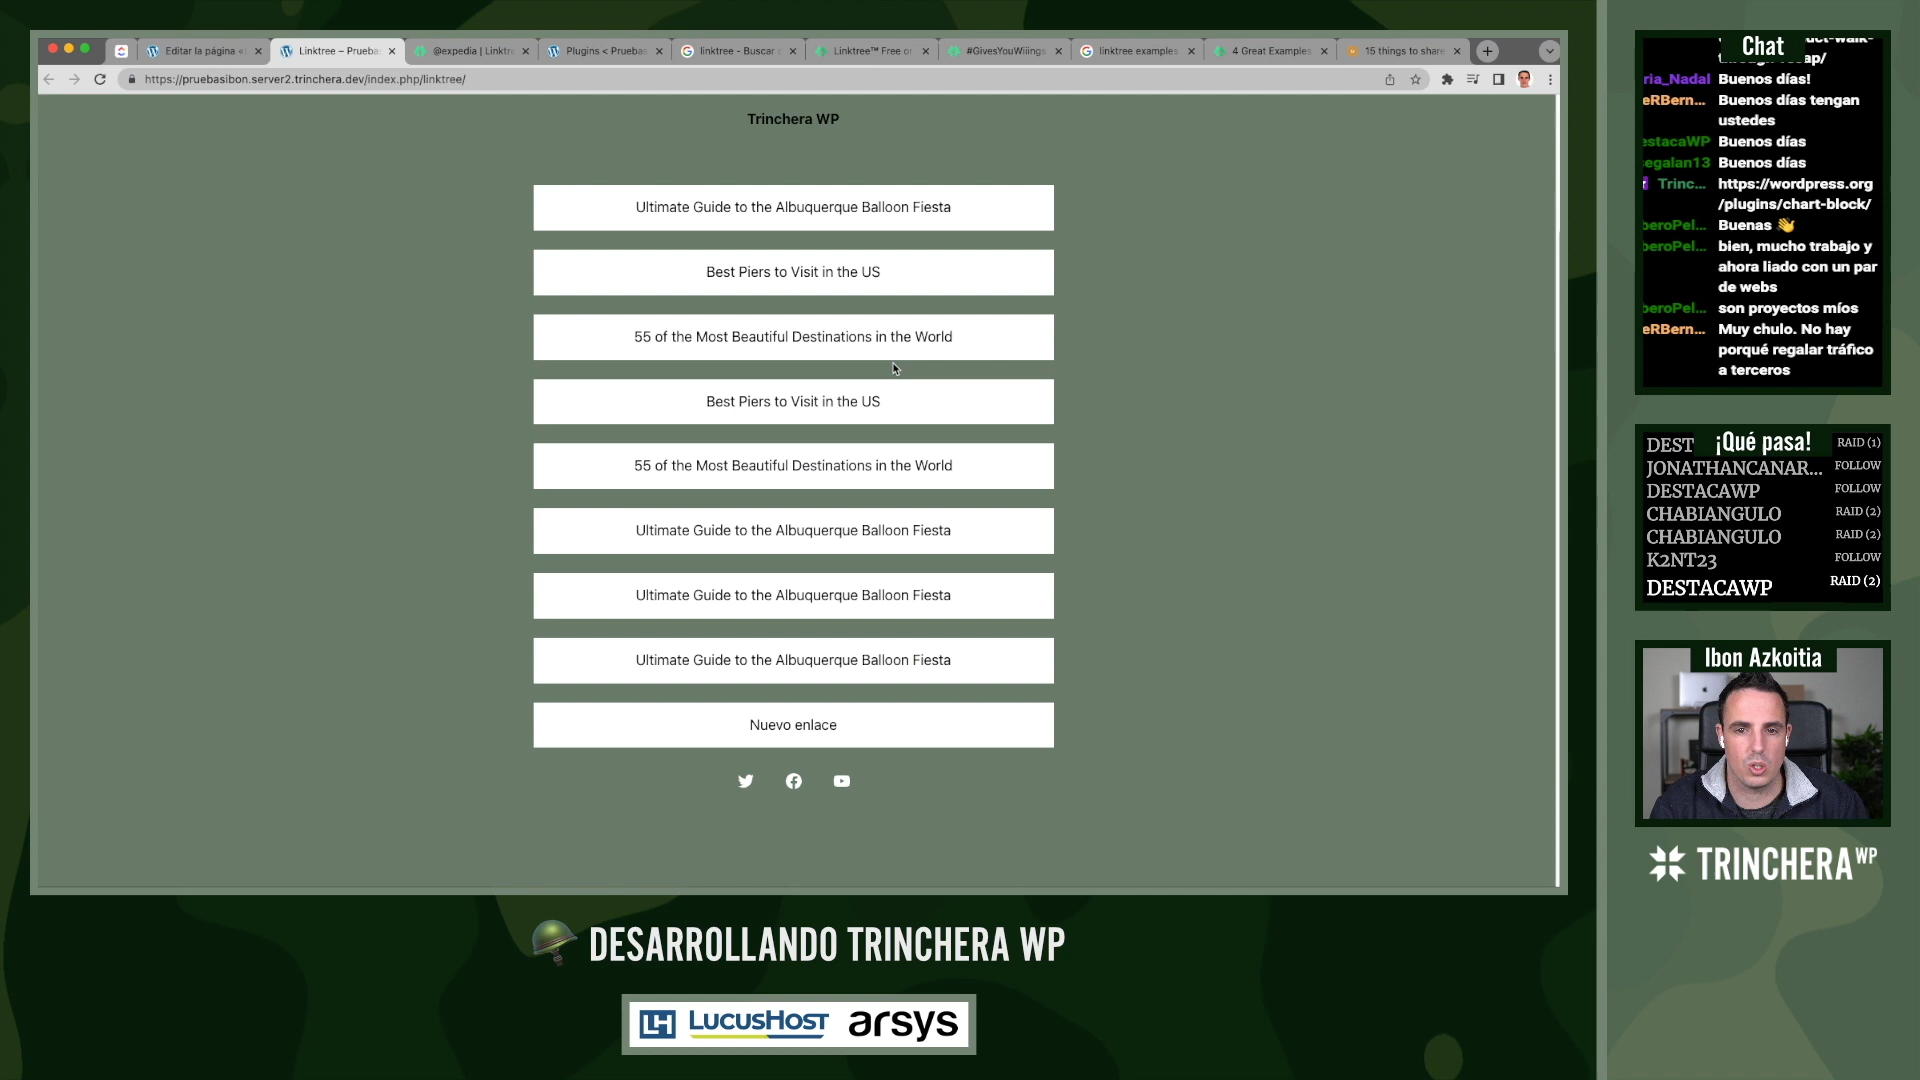 Editar la página «
Linktree – Prueba
@expedia | Linktr
Plugins < Pruebas
linktree - Buscar
Linktree™ Free or
#GivesYouWiiings
linktree examples
4 Great Examples
15 things to share
https://pruebasibon.server2.trinchera.dev/index.php/linktree/
Trinchera WP
Ultimate Guide to the Albuquerque Balloon Fiesta
Best Piers to Visit in the US
55 of the Most Beautiful Destinations in the World
Best Piers to Visit in the US
55 of the Most Beautiful Destinations in the World
Ultimate Guide to the Albuquerque Balloon Fiesta
Ultimate Guide to the Albuquerque Balloon Fiesta
Ultimate Guide to the Albuquerque Balloon Fiesta
Nuevo enlace
DESARROLLANDO TRINCHERA WP
LH LUCUSHOST arsys
Chat
ria_Nadal Buenos días!
eRBern... Buenos días tengan
ustedes
estacaWP Buenos días
egalan13 Buenos días
Trinc... https://wordpress.org
/plugins/chart-block/
beroPel... Buenas 👋
beroPel... bien, mucho trabajo y
ahora liado con un par
de webs
beroPel... son proyectos míos
eRBern... Muy chulo. No hay
porqué regalar tráfico
a terceros
¡Qué pasa!
DEST RAID (1)
JONATHANCANAR... FOLLOW
DESTACAWP FOLLOW
CHABIANGULO RAID (2)
CHABIANGULO RAID (2)
K2NT23 FOLLOW
DESTACAWP RAID (2)
Ibon Azkoitia
TRINCHERA WP